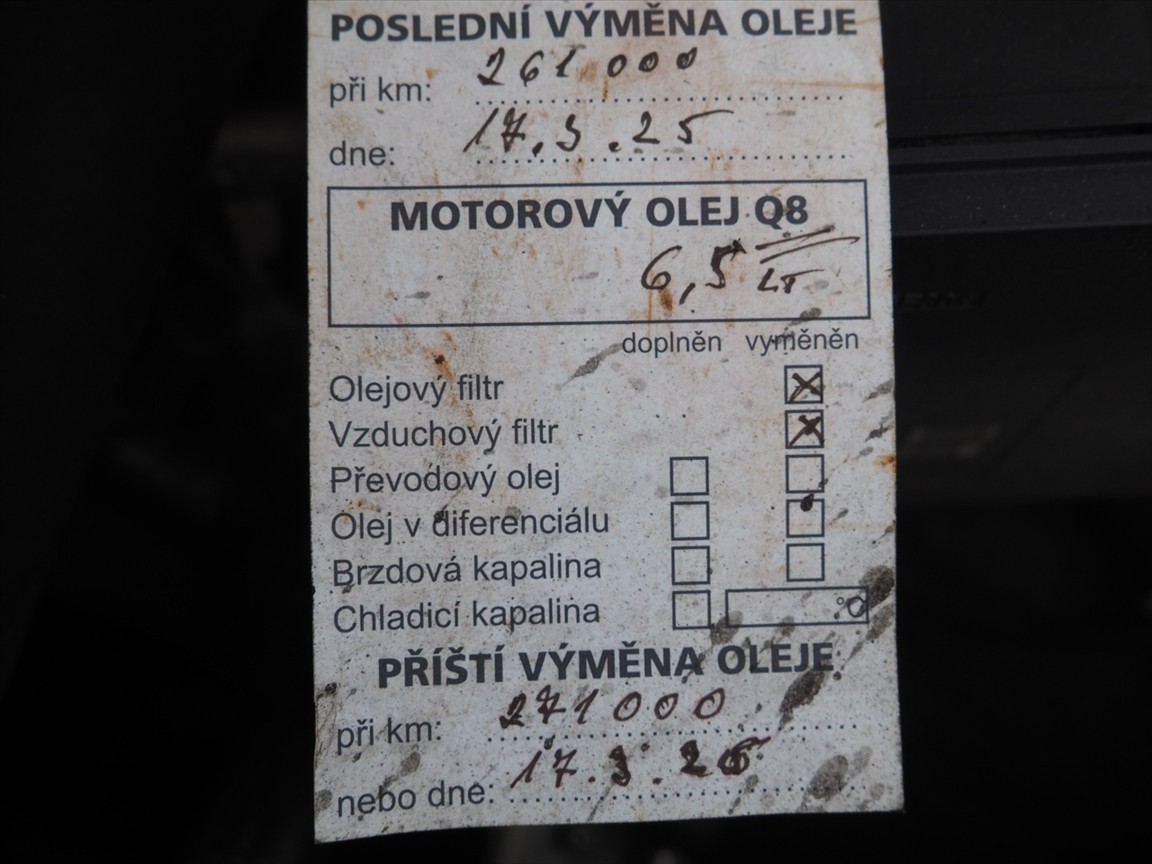 POSLEDNÍ VÝMĚNA OLEJE
při km: 261 000
dne: 17.3.25
MOTOROVÝ OLEJ Q8
6,5 LT
doplněn vyměněn
Olejový filtr X
Vzduchový filtr X
Převodový olej
Olej v diferenciálu
Brzdová kapalina
Chladicí kapalina °C
PŘÍŠTÍ VÝMĚNA OLEJE
při km: 271 000
nebo dne: 17.3.26